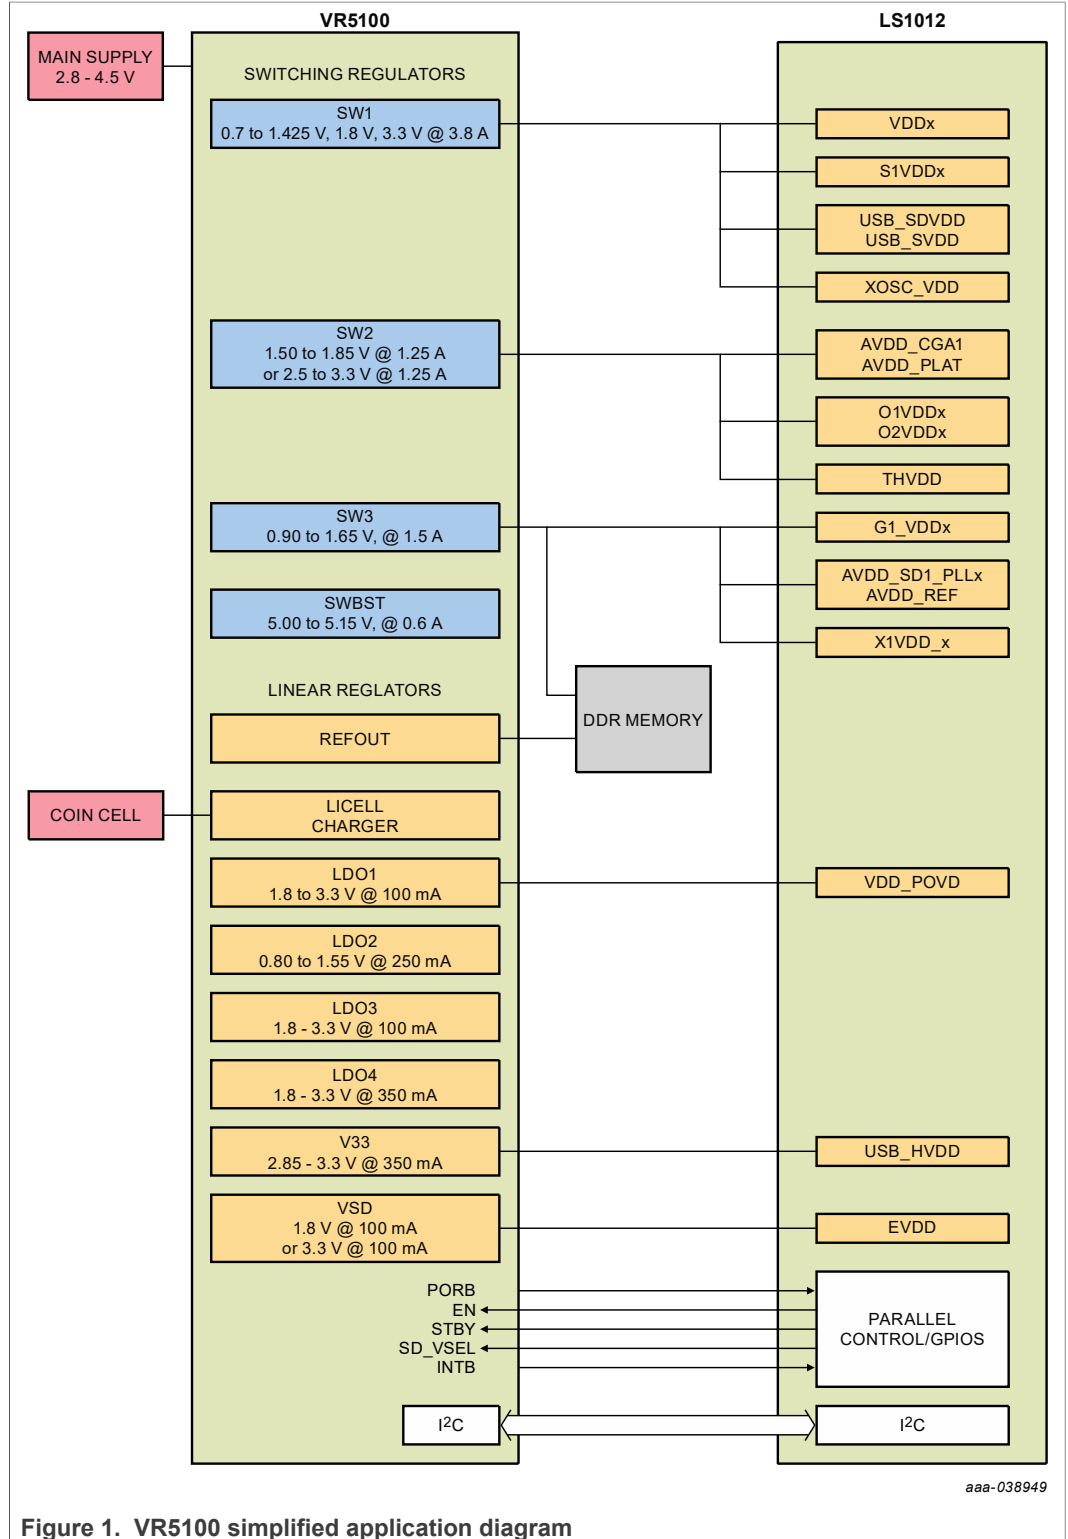 VR5100
LS1012
MAIN SUPPLY
2.8 - 4.5 V
SWITCHING REGULATORS
SW1
0.7 to 1.425 V, 1.8 V, 3.3 V @ 3.8 A
VDDx
S1VDDx
USB_SDVDD
USB_SVDD
XOSC_VDD
SW2
1.50 to 1.85 V @ 1.25 A
or 2.5 to 3.3 V @ 1.25 A
AVDD_CGA1
AVDD_PLAT
O1VDDx
O2VDDx
THVDD
SW3
0.90 to 1.65 V, @ 1.5 A
G1_VDDx
AVDD_SD1_PLLx
AVDD_REF
SWBST
5.00 to 5.15 V, @ 0.6 A
X1VDD_x
LINEAR REGLATORS
DDR MEMORY
REFOUT
COIN CELL
LICELL
CHARGER
LDO1
1.8 to 3.3 V @ 100 mA
VDD_POVD
LDO2
0.80 to 1.55 V @ 250 mA
LDO3
1.8 - 3.3 V @ 100 mA
LDO4
1.8 - 3.3 V @ 350 mA
V33
2.85 - 3.3 V @ 350 mA
USB_HVDD
VSD
1.8 V @ 100 mA
or 3.3 V @ 100 mA
EVDD
PORB
EN
STBY
SD_VSEL
INTB
PARALLEL
CONTROL/GPIOS
I²C
I²C
aaa-038949
Figure 1. VR5100 simplified application diagram